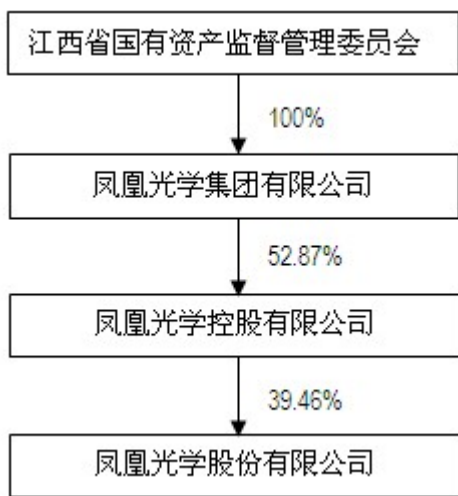 江西省国有资产监督管理委员会
100%
凤凰光学集团有限公司
52.87%
凤凰光学控股有限公司
39.46%
凤凰光学股份有限公司